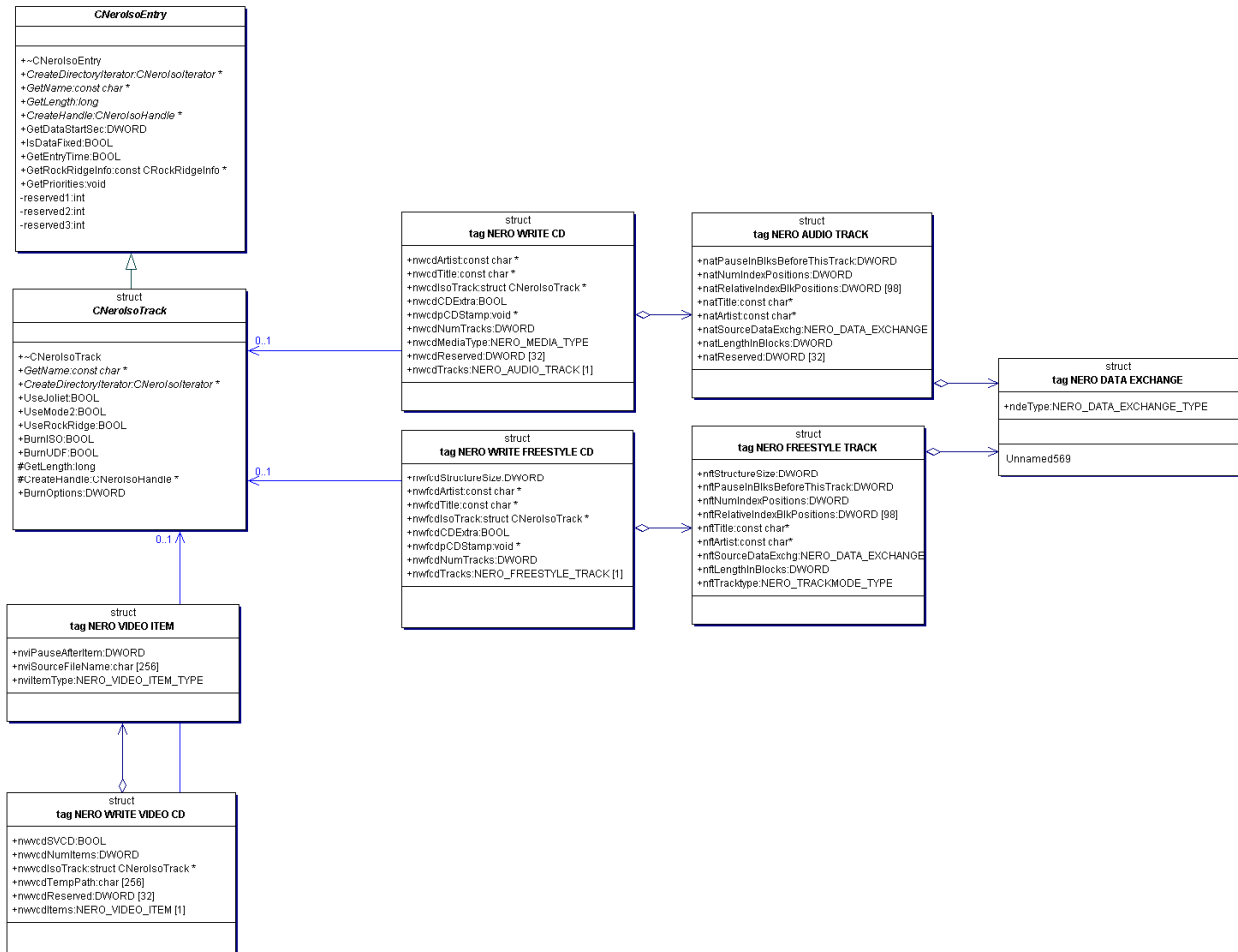 CNeroIsoEntry
+~CNeroIsoEntry
+CreateDirectoryIterator:CNeroIsoIterator *
+GetName:const char *
+GetLength:long
+CreateHandle:CNeroIsoHandle *
+GetDataStartSec:DWORD
+IsDataFixed:BOOL
+GetEntryTime:BOOL
+GetRockRidgeInfo:const CRockRidgeInfo *
+GetPriorities:void
-reserved1:int
-reserved2:int
-reserved3:int
struct
CNeroIsoTrack
+~CNeroIsoTrack
+GetName:const char *
+CreateDirectoryIterator:CNeroIsoIterator *
+UseJoliet:BOOL
+UseMode2:BOOL
+UseRockRidge:BOOL
+BurnISO:BOOL
+BurnUDF:BOOL
#GetLength:long
#CreateHandle:CNeroIsoHandle *
+BurnOptions:DWORD
0..1
0..1
0..1
struct
tag NERO WRITE CD
+nwcdArtist:const char *
+nwcdTitle:const char *
+nwcdIsoTrack:struct CNeroIsoTrack *
+nwcdCDExtra:BOOL
+nwcdpCDStamp:void *
+nwcdNumTracks:DWORD
+nwcdMediaType:NERO_MEDIA_TYPE
+nwcdReserved:DWORD [32]
+nwcdTracks:NERO_AUDIO_TRACK [1]
struct
tag NERO AUDIO TRACK
+natPauseInBlksBeforeThisTrack:DWORD
+natNumIndexPositions:DWORD
+natRelativeIndexBlkPositions:DWORD [98]
+natTitle:const char*
+natArtist:const char*
+natSourceDataExchg:NERO_DATA_EXCHANGE
+natLengthInBlocks:DWORD
+natReserved:DWORD [32]
struct
tag NERO DATA EXCHANGE
+ndeType:NERO_DATA_EXCHANGE_TYPE
Unnamed569
struct
tag NERO WRITE FREESTYLE CD
+nwfcdStructureSize:DWORD
+nwfcdArtist:const char *
+nwfcdTitle:const char *
+nwfcdIsoTrack:struct CNeroIsoTrack *
+nwfcdCDExtra:BOOL
+nwfcdpCDStamp:void *
+nwfcdNumTracks:DWORD
+nwfcdTracks:NERO_FREESTYLE_TRACK [1]
struct
tag NERO FREESTYLE TRACK
+nftStructureSize:DWORD
+nftPauseInBlksBeforeThisTrack:DWORD
+nftNumIndexPositions:DWORD
+nftRelativeIndexBlkPositions:DWORD [98]
+nftTitle:const char*
+nftArtist:const char*
+nftSourceDataExchg:NERO_DATA_EXCHANGE
+nftLengthInBlocks:DWORD
+nftTracktype:NERO_TRACKMODE_TYPE
struct
tag NERO VIDEO ITEM
+nviPauseAfterItem:DWORD
+nviSourceFileName:char [256]
+nviItemType:NERO_VIDEO_ITEM_TYPE
struct
tag NERO WRITE VIDEO CD
+nwvcdSVCD:BOOL
+nwvcdNumItems:DWORD
+nwvcdIsoTrack:struct CNeroIsoTrack *
+nwvcdTempPath:char [256]
+nwvcdReserved:DWORD [32]
+nwvcdItems:NERO_VIDEO_ITEM [1]